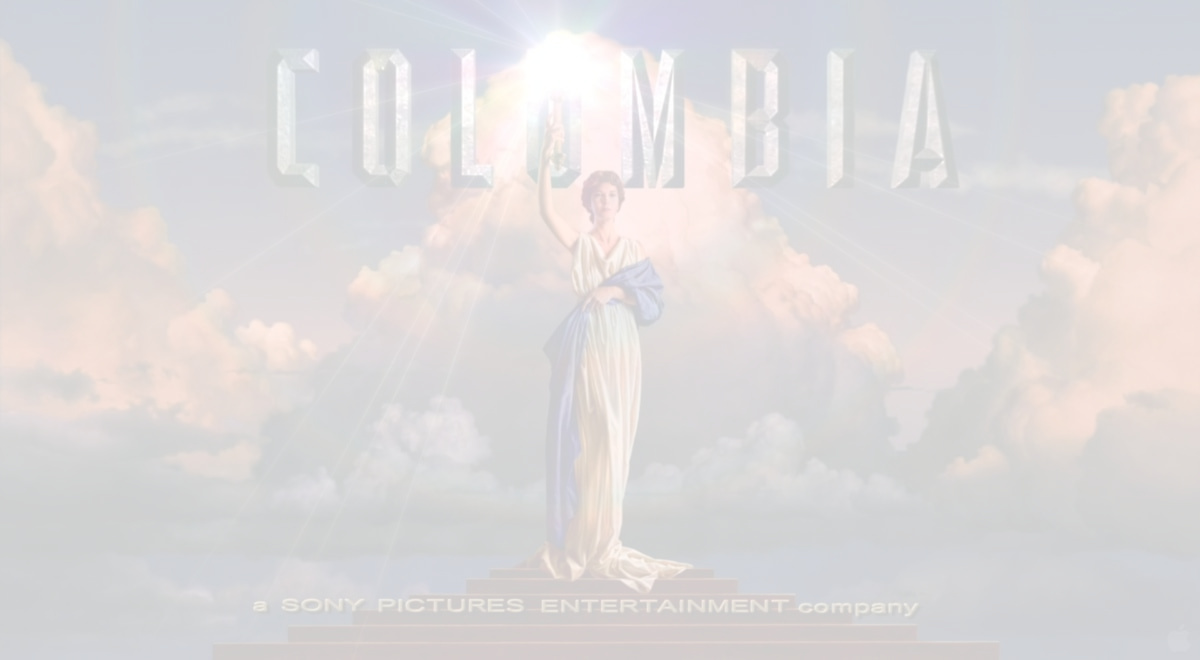 COLUMBIA
a SONY PICTURES ENTERTAINMENT company